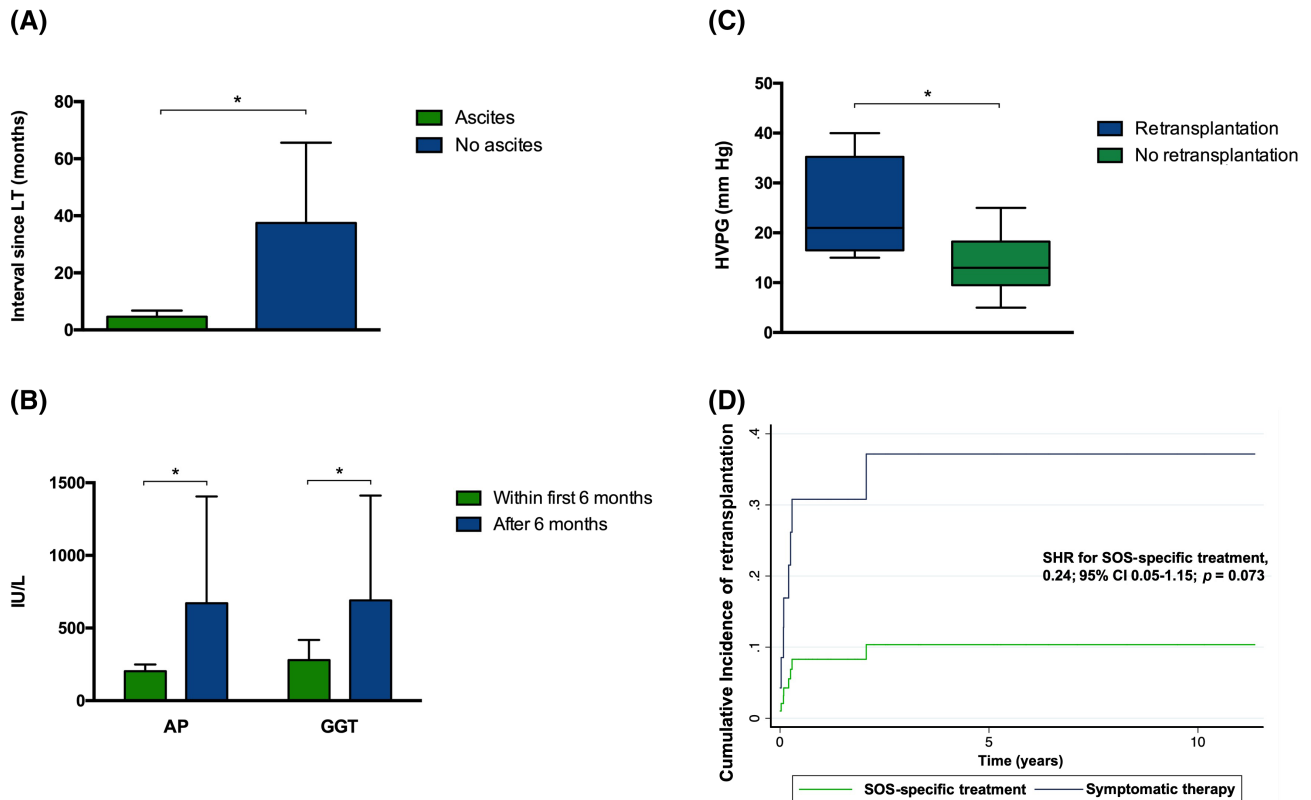 (A)
Interval since LT (months)
80
60
40
20
0
*
Ascites
No ascites
(B)
IU/L
1500
1000
500
0
*
*
AP
GGT
Within first 6 months
After 6 months
(C)
HVPG (mm Hg)
50
40
30
20
10
0
*
Retransplantation
No retransplantation
(D)
Cumulative Incidence of retransplantation
.4
.3
.2
.1
0
SHR for SOS-specific treatment,
0.24; 95% CI 0.05-1.15; p = 0.073
0
5
10
Time (years)
SOS-specific treatment
Symptomatic therapy